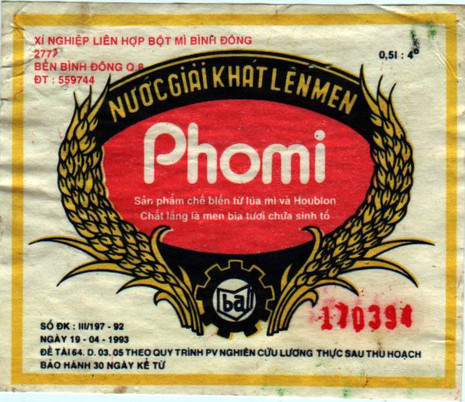 XÍ NGHIỆP LIÊN HỢP BỘT MÌ BÌNH ĐÔNG
277
BẾN BÌNH ĐÔNG Q.8
ĐT : 559744
0,5l : 4°
NƯỚC GIẢI KHÁT LÊN MEN
Phomi
Sản phẩm chế biến từ lúa mì và Houblon
Chất lắng là men bia tươi chứa sinh tố
bal
170394
SỐ ĐK : III/197 - 92
NGÀY 19 - 04 - 1993
ĐỀ TÀI 64. D. 03. 05 THEO QUY TRÌNH PV NGHIÊN CỨU LƯƠNG THỰC SAU THU HOẠCH
BẢO HÀNH 30 NGÀY KỂ TỪ